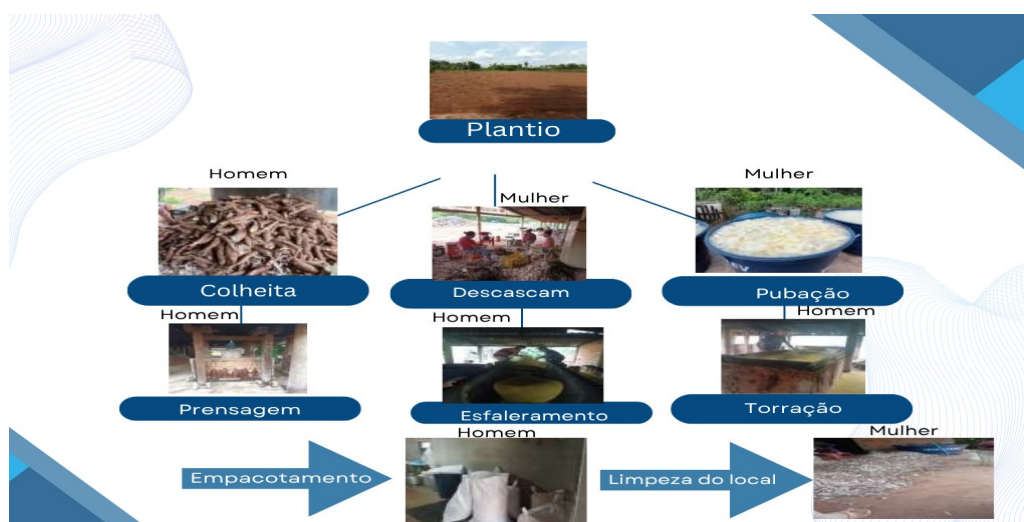 Plantio
Homem
Mulher
Mulher
Colheita
Descascam
Pubação
Homem
Homem
Homem
Prensagem
Esfaleramento
Torração
Homem
Mulher
Empacotamento
Limpeza do local